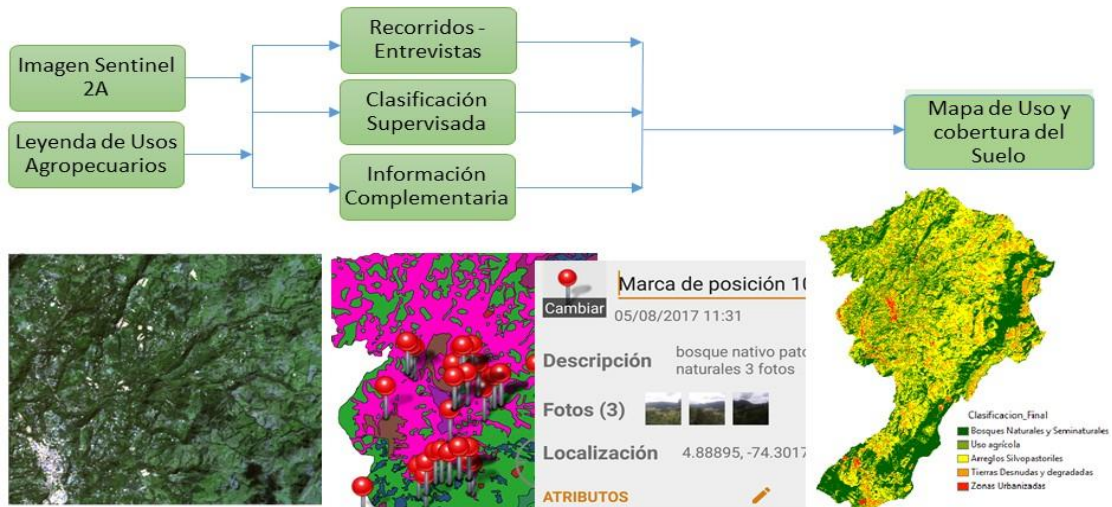 Imagen Sentinel
2A
Leyenda de Usos
Agropecuarios
Recorridos -
Entrevistas
Clasificación
Supervisada
Información
Complementaria
Mapa de Uso y
cobertura del
Suelo
Cambiar
Marca de posición 10
05/08/2017 11:31
Descripción
bosque nativo pato
naturales 3 fotos
Fotos (3)
Localización
4.88895, -74.3017
ATRIBUTOS
Clasificacion_Final
Bosques Naturales y Seminaturales
Uso agrícola
Arreglos Silvopastoriles
Tierras Desnudas y degradadas
Zonas Urbanizadas